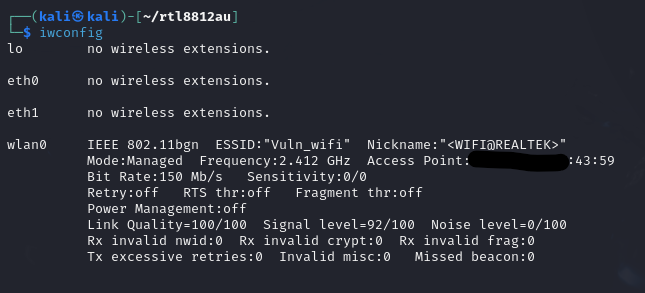 (kali㉿kali)-[~/rtl8812au]
$ iwconfig
lo        no wireless extensions.
eth0      no wireless extensions.
eth1      no wireless extensions.
wlan0     IEEE 802.11bgn  ESSID:"Vuln_wifi"  Nickname:"<WIFI@REALTEK>"
Mode:Managed  Frequency:2.412 GHz  Access Point: :43:59
Bit Rate:150 Mb/s   Sensitivity:0/0
Retry:off   RTS thr:off   Fragment thr:off
Power Management:off
Link Quality=100/100  Signal level=92/100  Noise level=0/100
Rx invalid nwid:0  Rx invalid crypt:0  Rx invalid frag:0
Tx excessive retries:0  Invalid misc:0   Missed beacon:0